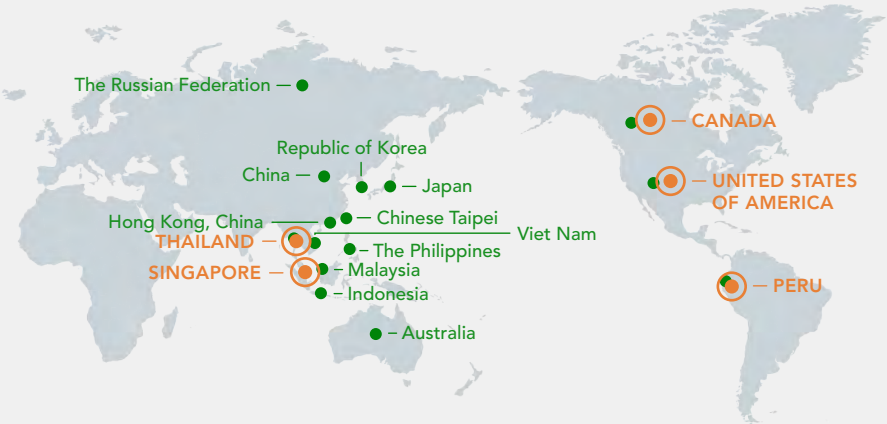 The Russian Federation
CANADA
Republic of Korea
China
Japan
UNITED STATES
OF AMERICA
Hong Kong, China
Chinese Taipei
Viet Nam
THAILAND
The Philippines
SINGAPORE
Malaysia
PERU
Indonesia
Australia